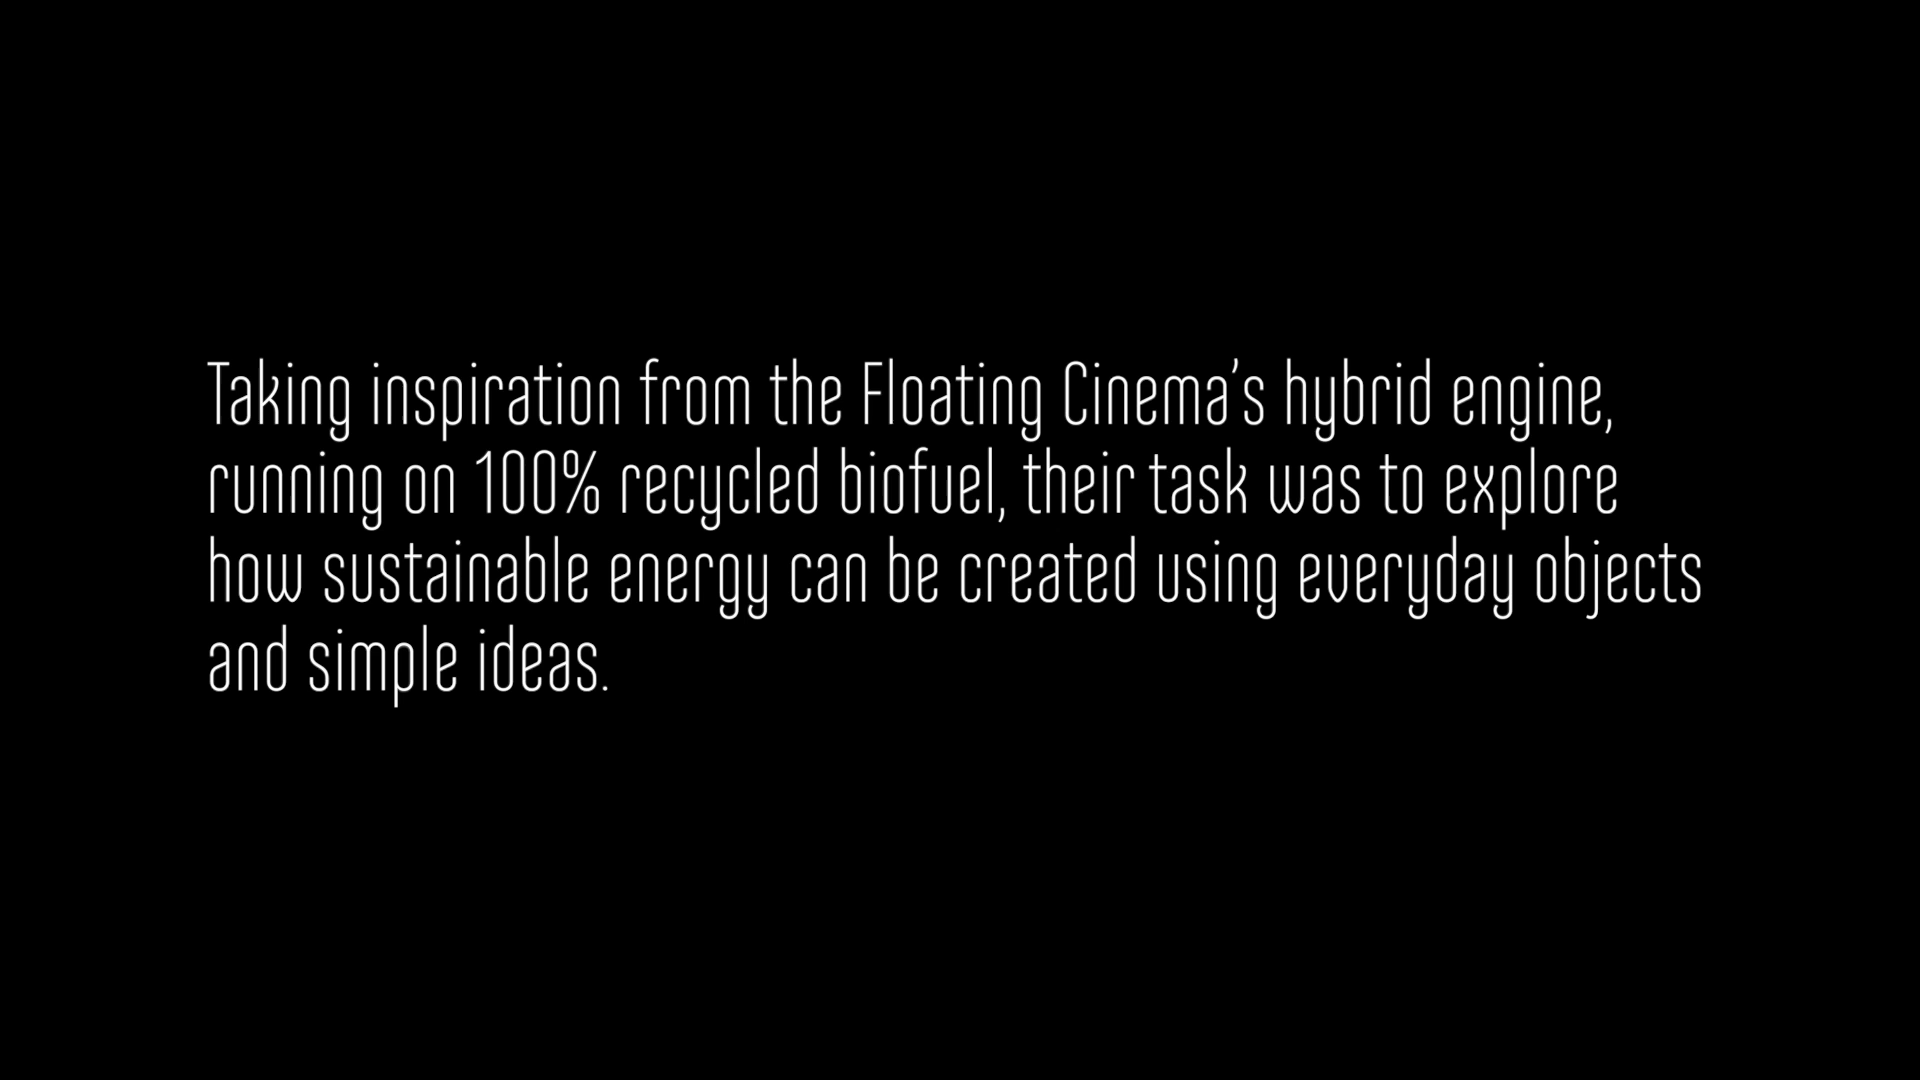 Taking inspiration from the Floating Cinema’s hybrid engine,
running on 100% recycled biofuel, their task was to explore
how sustainable energy can be created using everyday objects
and simple ideas.